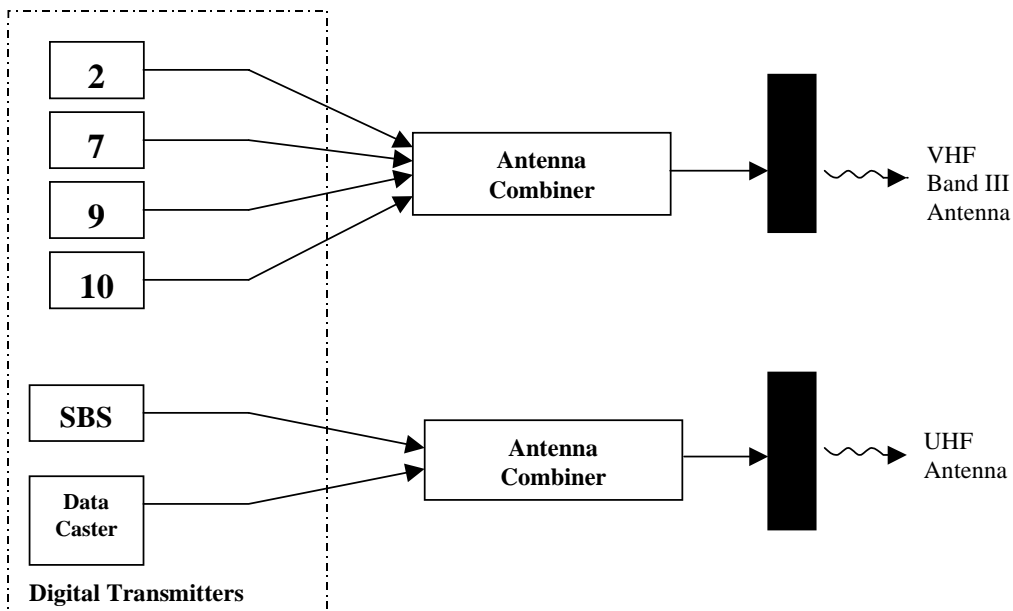 2
7
9
10
Antenna
Combiner
VHF
Band III
Antenna
SBS
Data
Caster
Antenna
Combiner
UHF
Antenna
Digital Transmitters